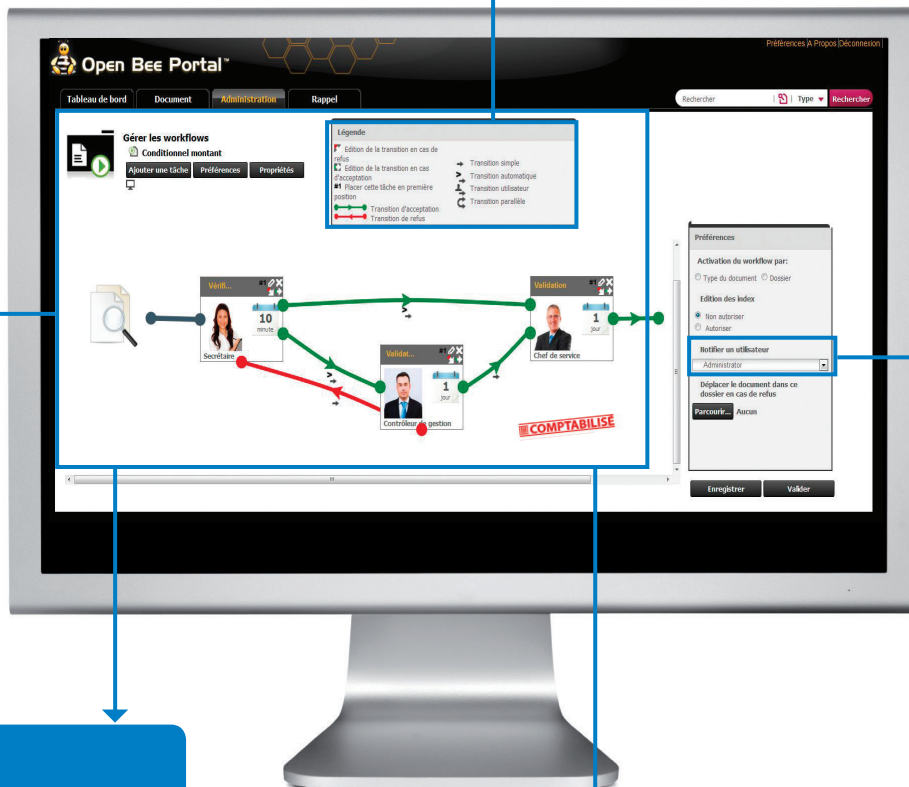 Préférences |A Propos |Déconnexion |
Open Bee Portal™
Tableau de bord
Document
Administration
Rappel
Rechercher
Type
Rechercher
Gérer les workflows
Conditionnel montant
Ajouter une tâche
Préférences
Propriétés
Légende
Edition de la transition en cas de
refus
Edition de la transition en cas
d'acceptation
#1 Placer cette tâche en première
position
Transition d'acceptation
Transition de refus
Transition simple
Transition automatique
Transition utilisateur
Transition parallèle
Vérifi...
#1
10
minute
Secrétaire
Validat...
#1
1
jour
Contrôleur de gestion
Validation
#1
1
jour
Chef de service
COMPTABILISÉ
Préférences
Activation du workflow par:
Type du document
Dossier
Edition des index
Non autoriser
Autoriser
Notifier un utilisateur
Administrator
Déplacer le document dans ce
dossier en cas de refus
Parcourir...
Aucun
Enregistrer
Valider